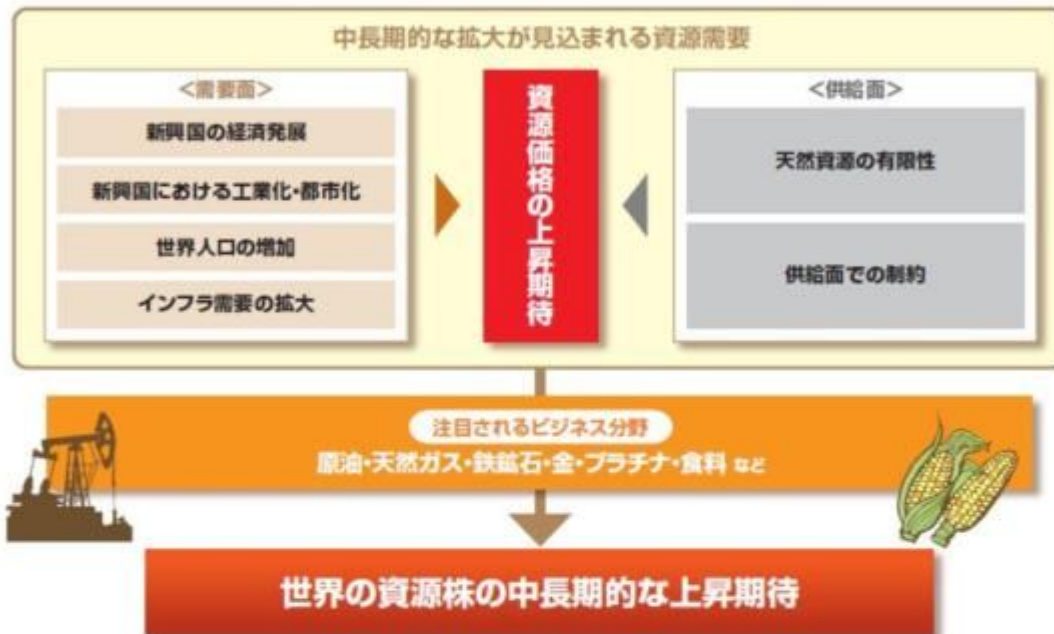 中長期的な拡大が見込まれる資源需要
<需要面>
新興国の経済発展
新興国における工業化・都市化
世界人口の増加
インフラ需要の拡大
資源価格の上昇期待
<供給面>
天然資源の有限性
供給面での制約
注目されるビジネス分野
原油・天然ガス・鉄鉱石・金・プラチナ・食料 など
世界の資源株の中長期的な上昇期待